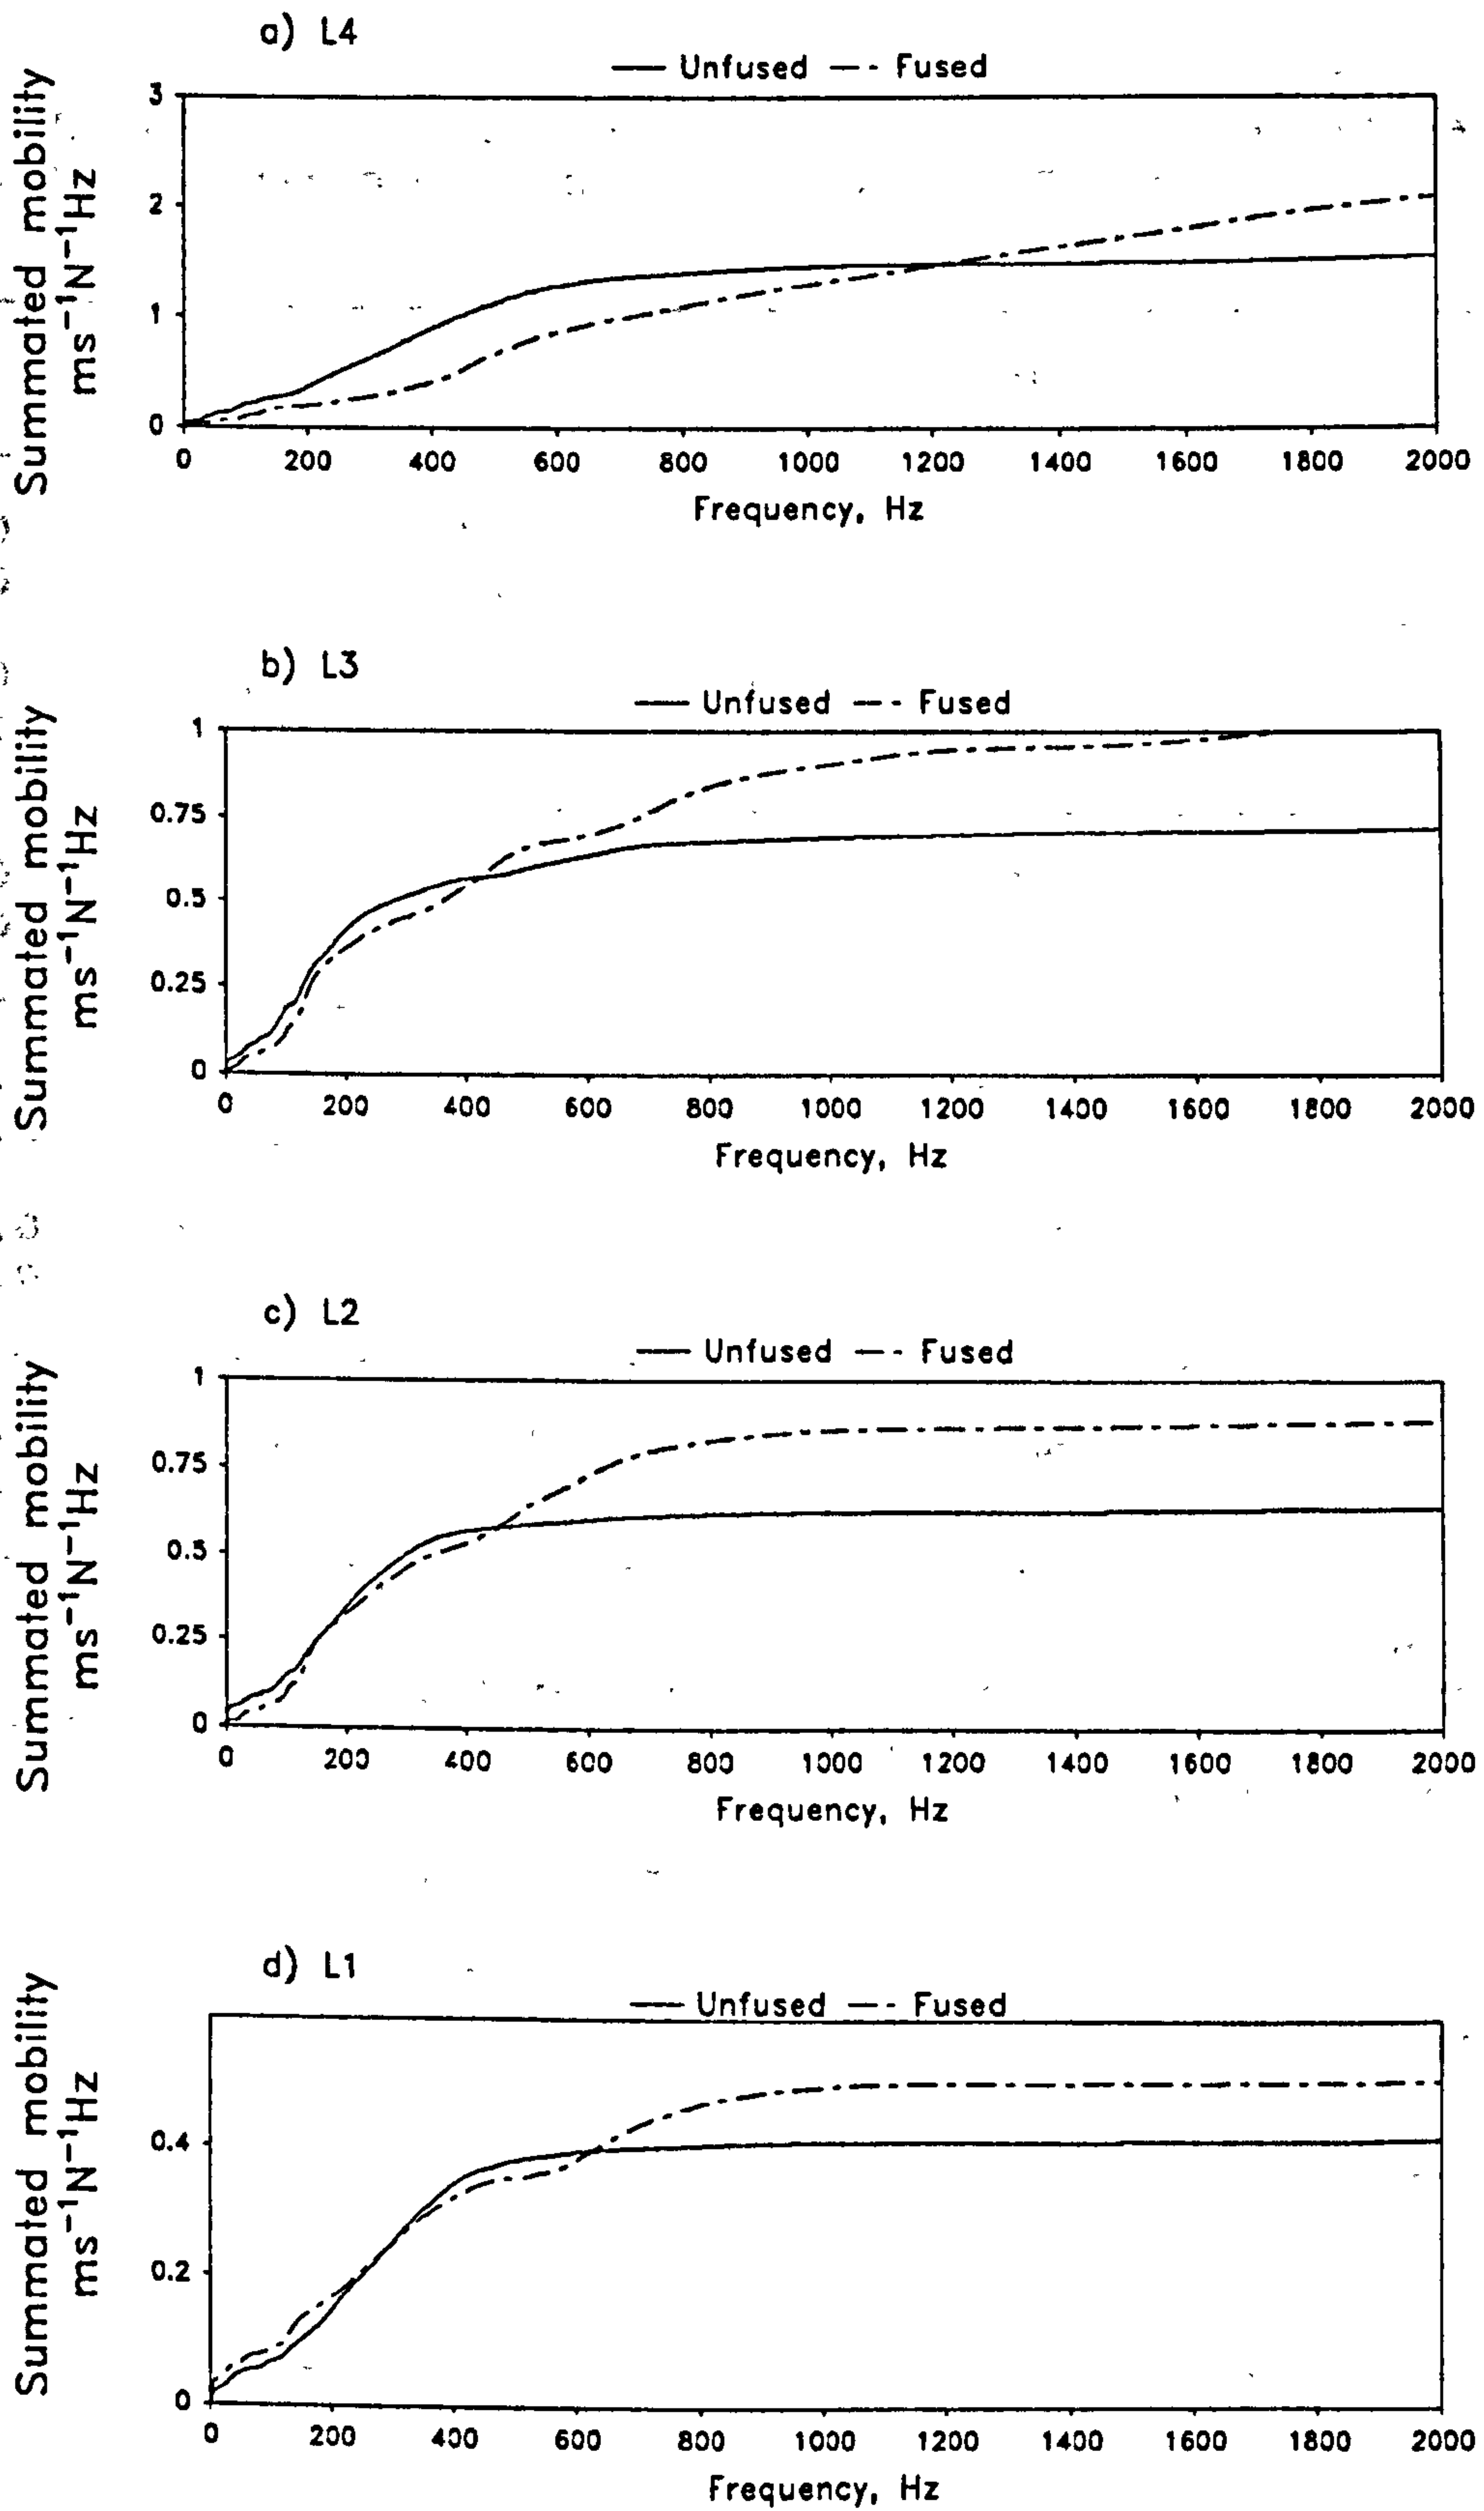 a) L4
Unfused Fused
Summated mobility
ms⁻¹N⁻¹Hz
3
2
1
0
0 200 400 600 800 1000 1200 1400 1600 1800 2000
Frequency, Hz
b) L3
Unfused Fused
Summated mobility
ms⁻¹N⁻¹Hz
1
0.75
0.5
0.25
0
0 200 400 600 800 1000 1200 1400 1600 1800 2000
Frequency, Hz
c) L2
Unfused Fused
Summated mobility
ms⁻¹N⁻¹Hz
1
0.75
0.5
0.25
0
0 200 400 600 800 1000 1200 1400 1600 1800 2000
Frequency, Hz
d) L1
Unfused Fused
Summated mobility
ms⁻¹N⁻¹Hz
0.4
0.2
0
0 200 400 600 800 1000 1200 1400 1600 1800 2000
Frequency, Hz